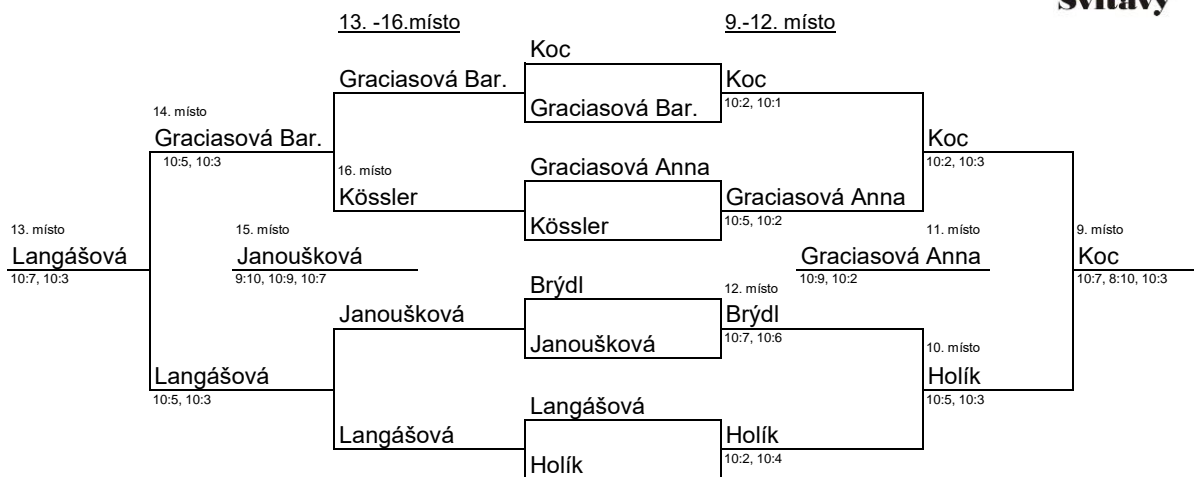 Svitavy
13. -16.místo
9.-12. místo
Koc
Graciasová Bar.
Koc
10:2, 10:1
14. místo
Graciasová Bar.
Graciasová Bar.
10:5, 10:3
Koc
10:2, 10:3
16. místo
Graciasová Anna
Kössler
Graciasová Anna
10:5, 10:2
Kössler
13. místo
15. místo
11. místo
9. místo
Langášová
Janoušková
Graciasová Anna
Koc
10:7, 10:3
9:10, 10:9, 10:7
10:9, 10:2
10:7, 8:10, 10:3
Brýdl
12. místo
Janoušková
Brýdl
10:7, 10:6
Janoušková
10. místo
Langášová
Holík
10:5, 10:3
10:5, 10:3
Langášová
Langášová
Holík
10:2, 10:4
Holík